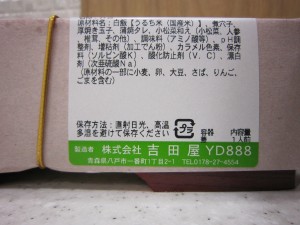 原材料名：白飯【うるち米（国産米）】、煮穴子、
厚焼き玉子、蒲焼タレ、小松菜和え（小松菜、人
参、椎茸、その他）、調味料（アミノ酸等）、pH調
整剤、増粘剤（加工でん粉）、カラメル色素、保存
料（ソルビン酸K）、酸化防止剤（V.C）、漂白
剤（次亜硫酸Na）
（原材料の一部に小麦、卵、大豆、さば、りんご、
ごまを含む）
保存方法：直射日光、高温
多湿を避けて保存ください
プラ
容器
内容量
1人前
製造者 株式会社 吉田屋 YD888
青森県八戸市一番町1丁目2-1 TEL0178-27-4554